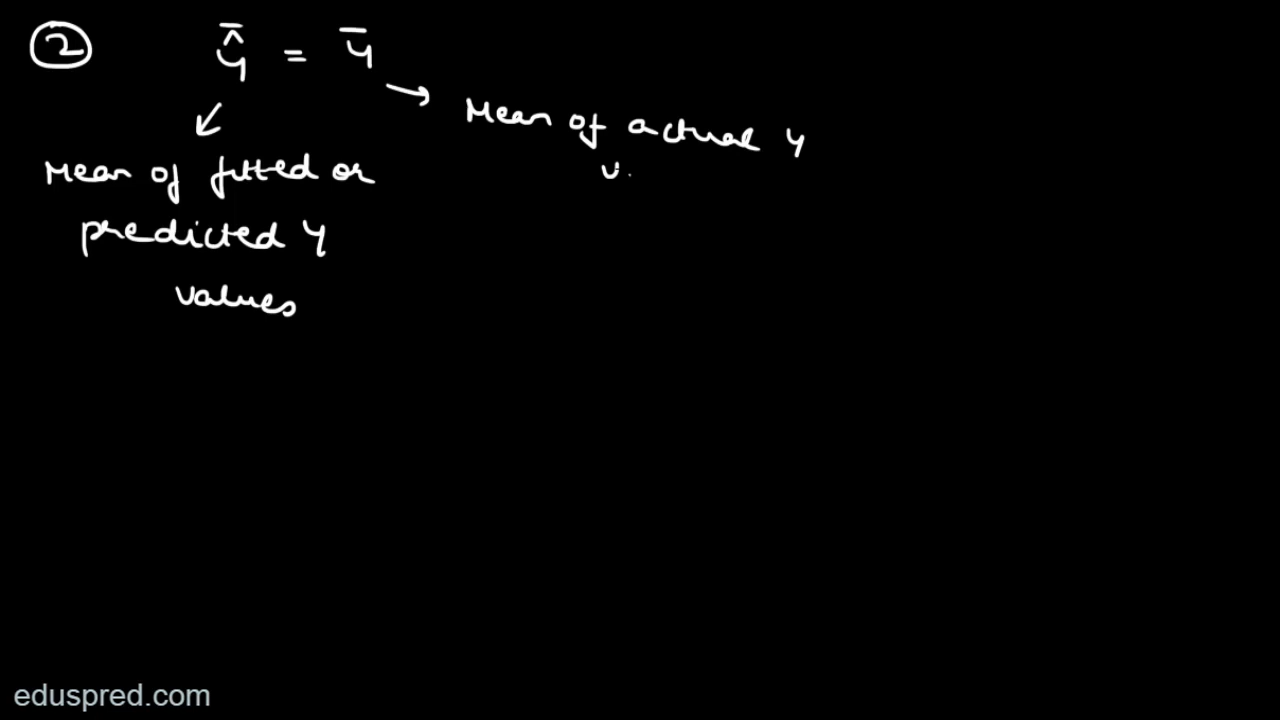 ②
ŷ̄ = ȳ
→ Mean of actual y
v
↙
Mean of fitted or
predicted y
values
eduspred.com